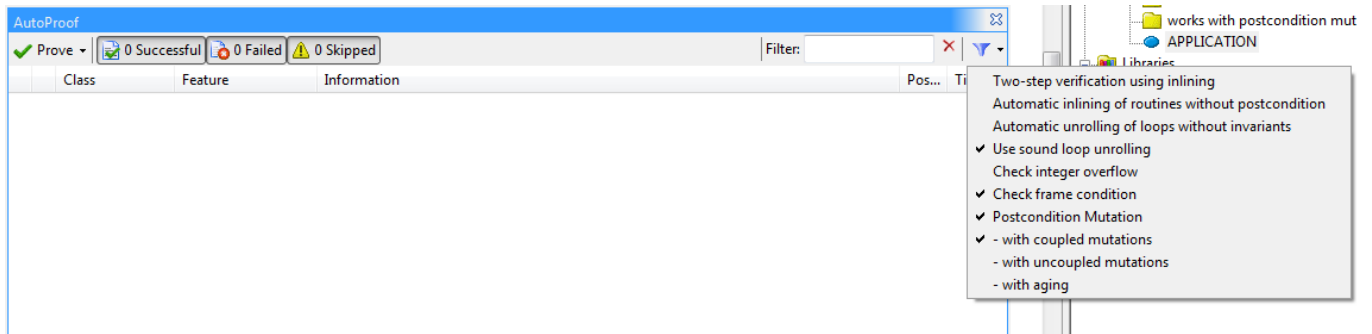 AutoProof
Prove 0 Successful 0 Failed 0 Skipped Filter:
Class Feature Information Pos... Ti
works with postcondition mut
APPLICATION
Libraries
Two-step verification using inlining
Automatic inlining of routines without postcondition
Automatic unrolling of loops without invariants
Use sound loop unrolling
Check integer overflow
Check frame condition
Postcondition Mutation
- with coupled mutations
- with uncoupled mutations
- with aging